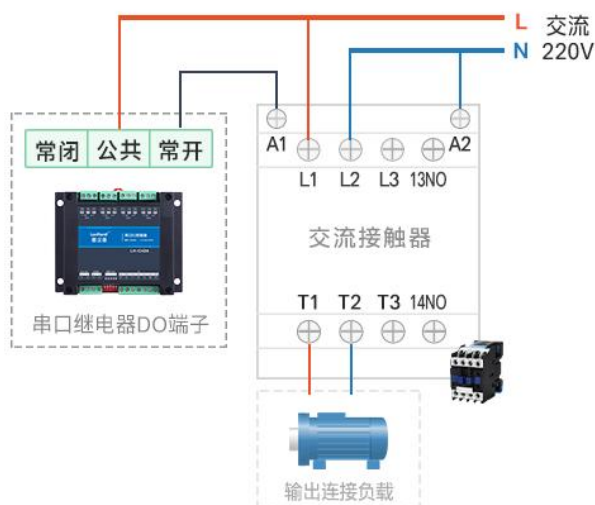 L 交流
N 220V
常闭 公共 常开
A1
A2
L1 L2 L3 13NO
交流接触器
T1 T2 T3 14NO
串口继电器DO端子
输出连接负载